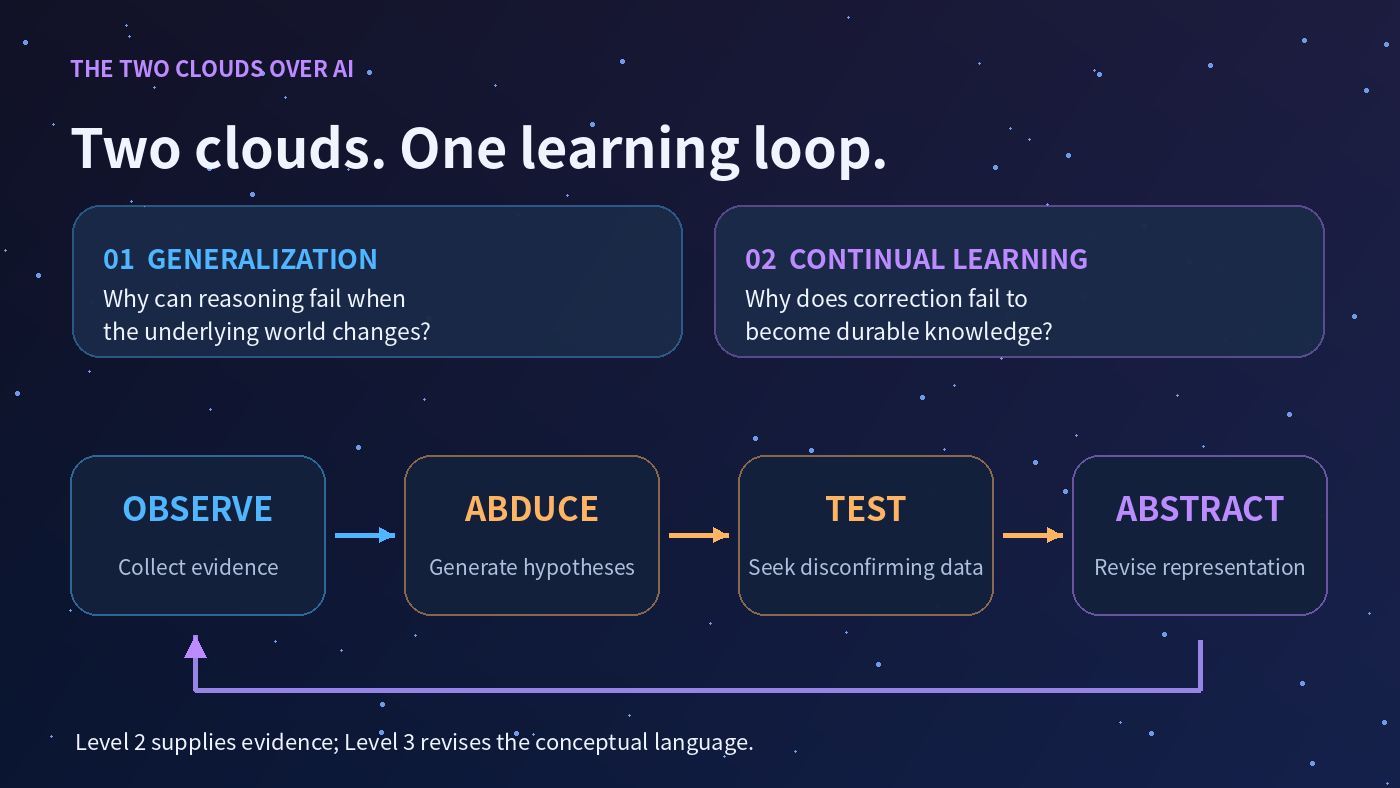 THE TWO CLOUDS OVER AI
Two clouds. One learning loop.
01 GENERALIZATION
Why can reasoning fail when
the underlying world changes?
02 CONTINUAL LEARNING
Why does correction fail to
become durable knowledge?
OBSERVE
Collect evidence
ABDUCE
Generate hypotheses
TEST
Seek disconfirming data
ABSTRACT
Revise representation
Level 2 supplies evidence; Level 3 revises the conceptual language.